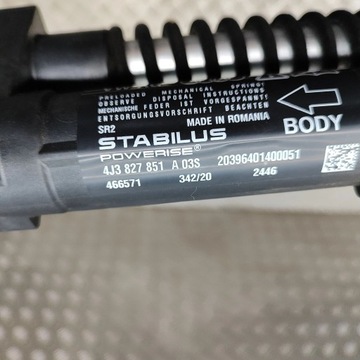 PRELOADED MECHANICAL SPRING!
OBSERVE DISPOSAL INSTRUCTIONS
MECHANISCHE FEDER IST VORGESPANNT
ENTSORGUNGSVORSCHRIFT BEACHTEN
SR2 MADE IN ROMANIA
STABILUS BODY
POWERISE®
4J3 827 851 A 03S 20396401400051
466571 342/20 2446